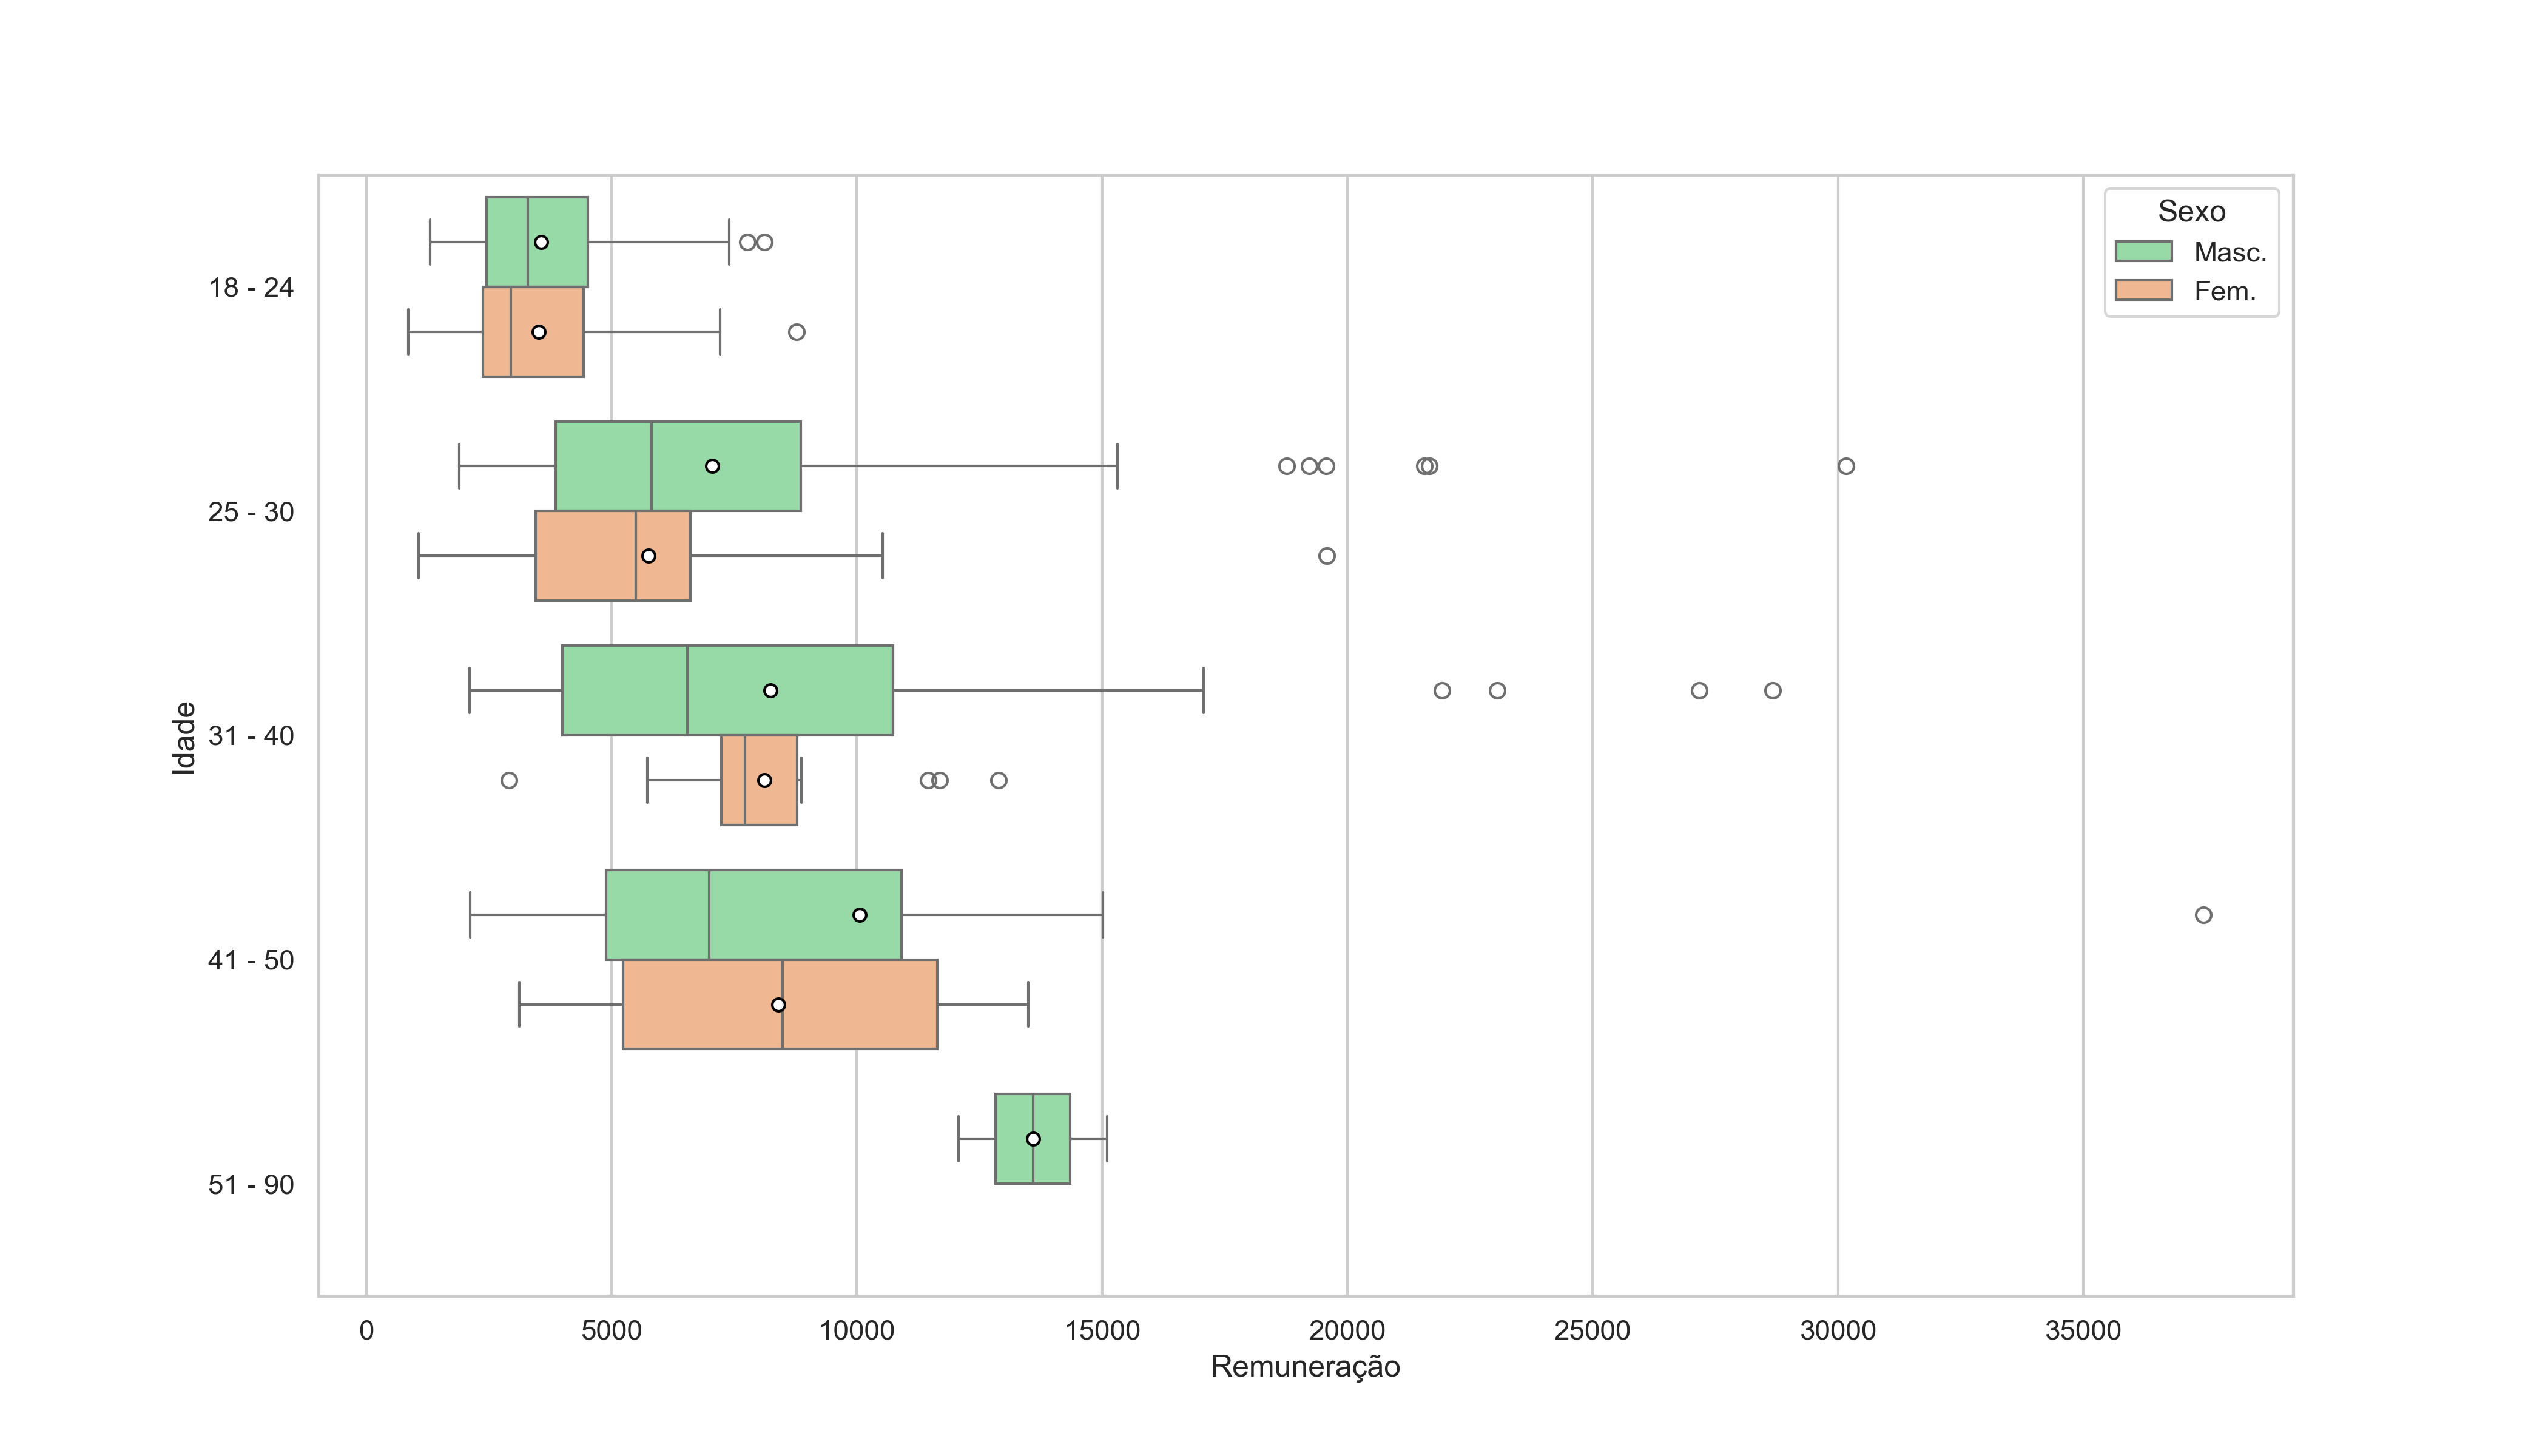 Sexo
Masc.
Fem.
18 - 24
25 - 30
31 - 40
41 - 50
51 - 90
Idade
0 5000 10000 15000 20000 25000 30000 35000
Remuneração